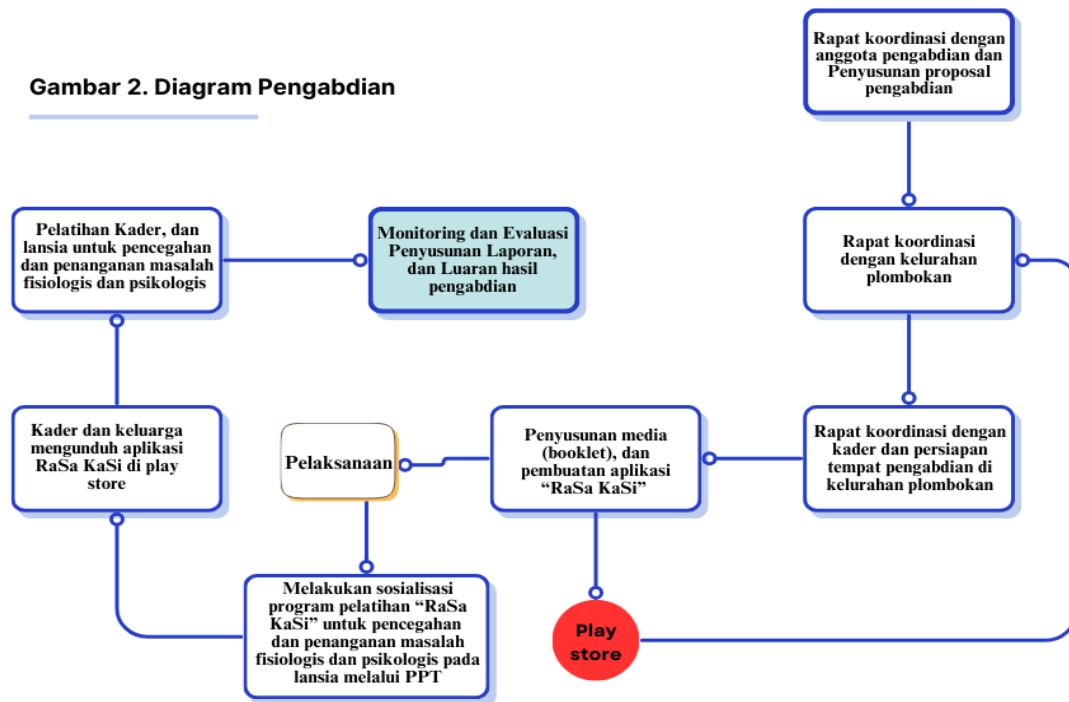 Gambar 2. Diagram Pengabdian
Rapat koordinasi dengan
anggota pengabdian dan
Penyusunan proposal
pengabdian
Rapat koordinasi
dengan kelurahan
plombokan
Rapat koordinasi dengan
kader dan persiapan
tempat pengabdian di
kelurahan plombokan
Penyusunan media
(booklet), dan
pembuatan aplikasi
“RaSa KaSi”
Play
store
Pelaksanaan
Melakukan sosialisasi
program pelatihan “RaSa
KaSi” untuk pencegahan
dan penanganan masalah
fisiologis dan psikologis pada
lansia melalui PPT
Kader dan keluarga
mengunduh aplikasi
RaSa KaSi di play
store
Pelatihan Kader, dan
lansia untuk pencegahan
dan penanganan masalah
fisiologis dan psikologis
Monitoring dan Evaluasi
Penyusunan Laporan,
dan Luaran hasil
pengabdian